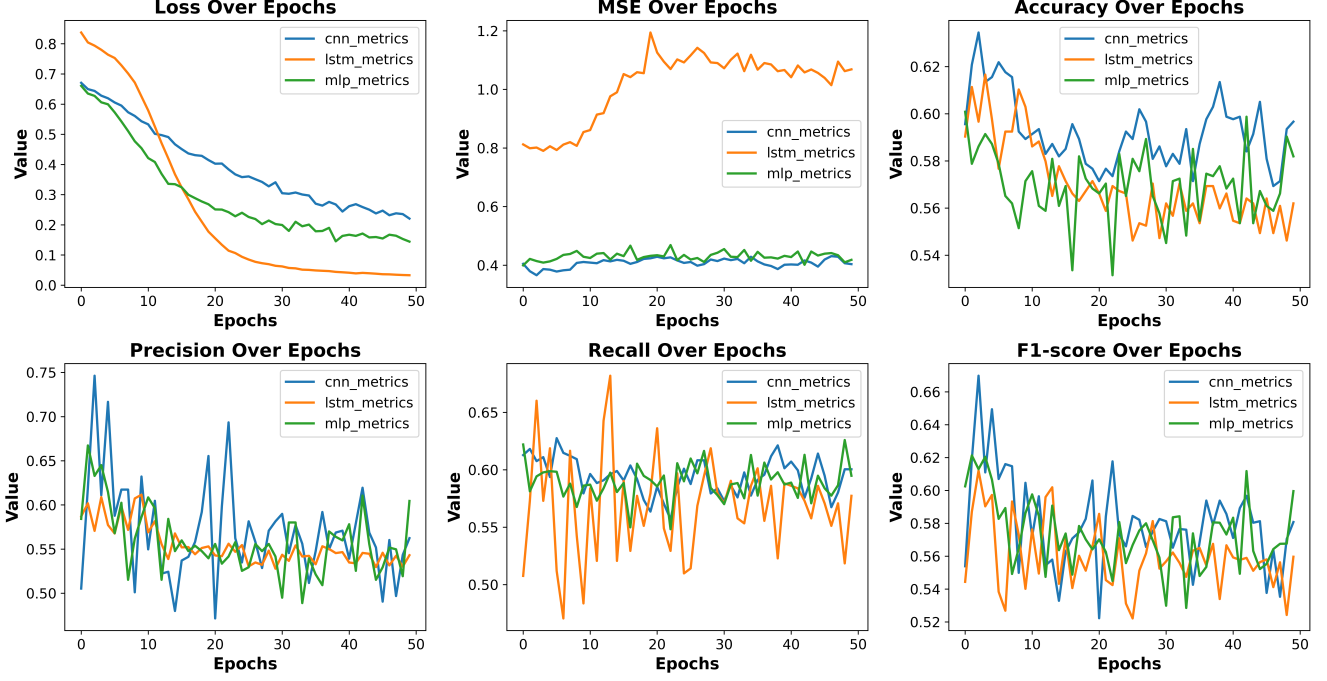 Loss Over Epochs
Value
0.8
0.7
0.6
0.5
0.4
0.3
0.2
0.1
0.0
cnn_metrics
lstm_metrics
mlp_metrics
0 10 20 30 40 50
Epochs
MSE Over Epochs
Value
1.2
1.0
0.8
0.6
0.4
cnn_metrics
lstm_metrics
mlp_metrics
0 10 20 30 40 50
Epochs
Accuracy Over Epochs
Value
0.62
0.60
0.58
0.56
0.54
cnn_metrics
lstm_metrics
mlp_metrics
0 10 20 30 40 50
Epochs
Precision Over Epochs
Value
0.75
0.70
0.65
0.60
0.55
0.50
cnn_metrics
lstm_metrics
mlp_metrics
0 10 20 30 40 50
Epochs
Recall Over Epochs
Value
0.65
0.60
0.55
0.50
cnn_metrics
lstm_metrics
mlp_metrics
0 10 20 30 40 50
Epochs
F1-score Over Epochs
Value
0.66
0.64
0.62
0.60
0.58
0.56
0.54
0.52
cnn_metrics
lstm_metrics
mlp_metrics
0 10 20 30 40 50
Epochs